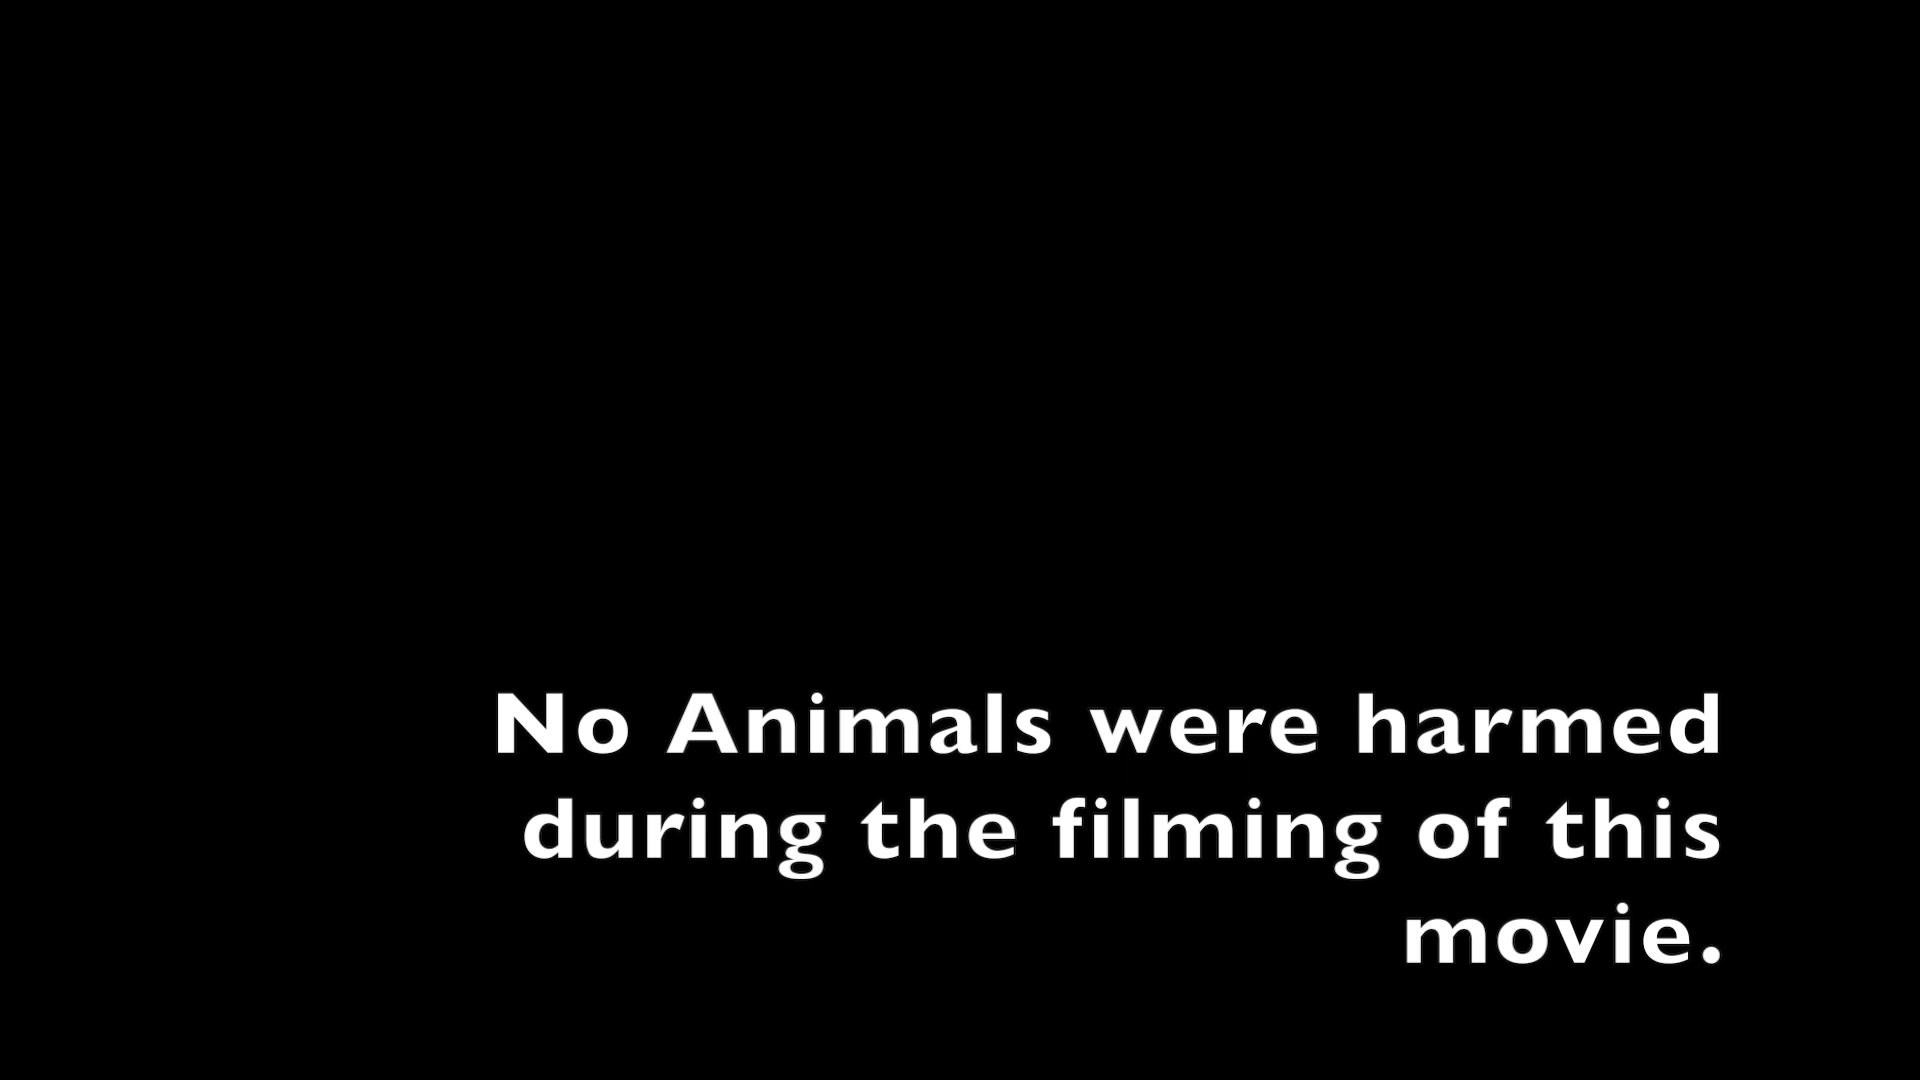 No Animals were harmed
during the filming of this
movie.